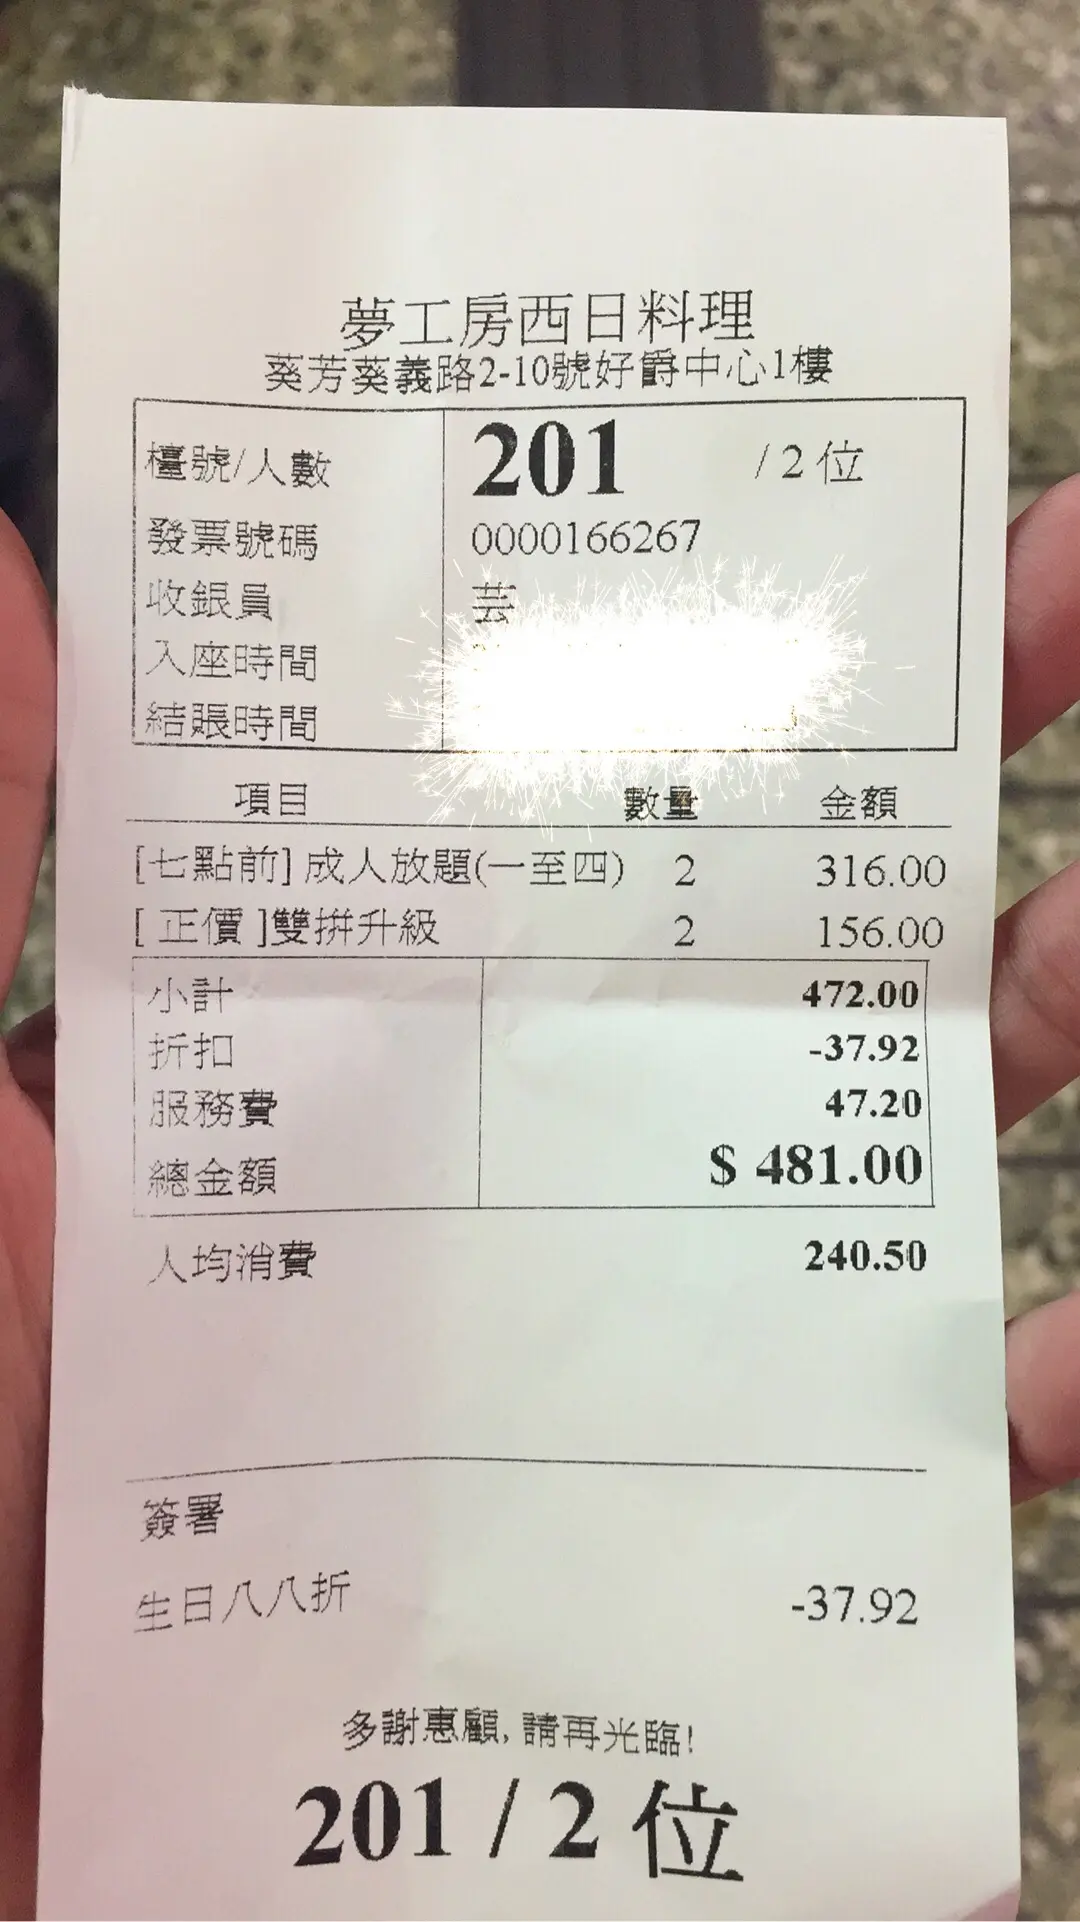 夢工房西日料理
葵芳葵義路2-10號好爵中心1樓
檯號/人數 201 /2位
發票號碼 0000166267
收銀員 芸
入座時間
結賬時間
項目 數量 金額
[七點前]成人放題(一至四) 2 316.00
[正價]雙拼升級 2 156.00
小計 472.00
折扣 -37.92
服務費 47.20
總金額 $ 481.00
人均消費 240.50
簽署
生日八八折 -37.92
多謝惠顧,請再光臨!
201 / 2 位